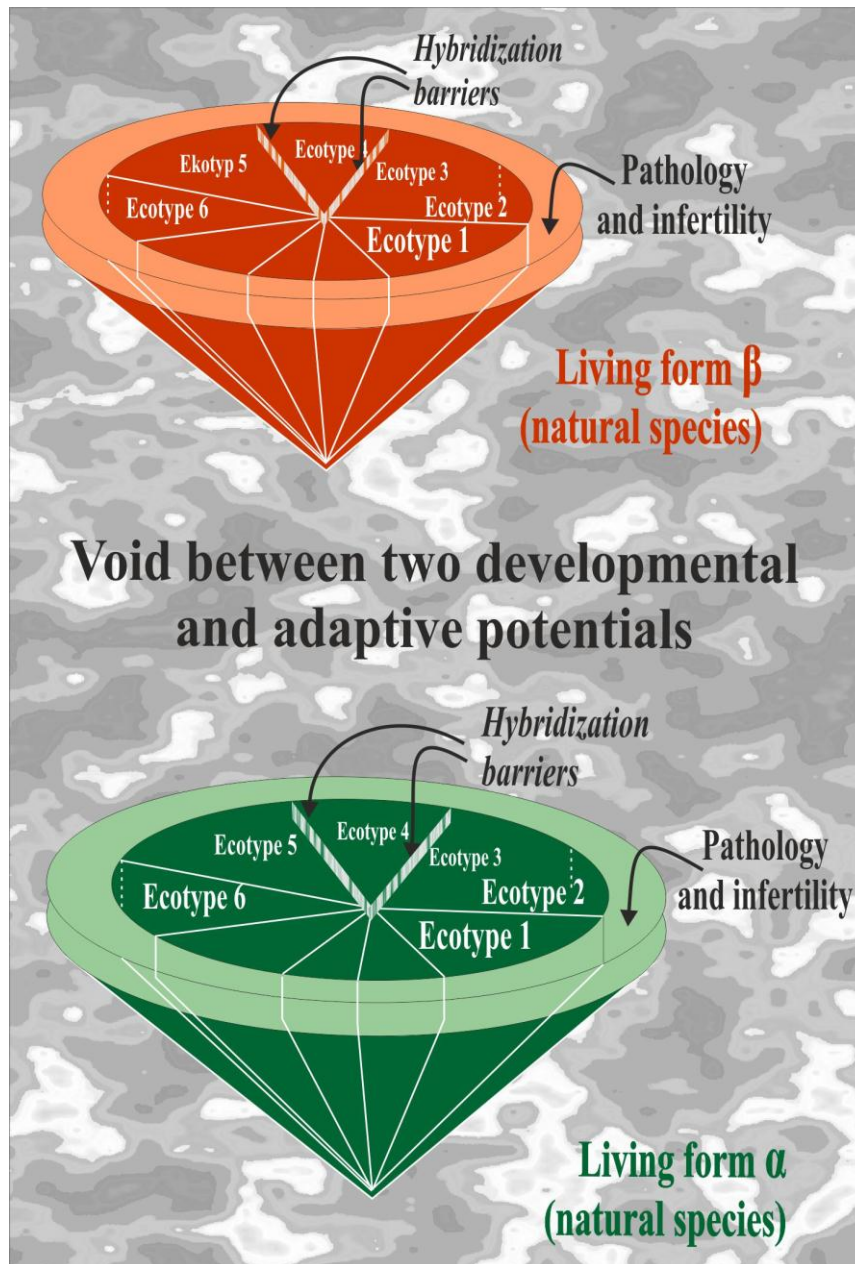 Hybridization
barriers
Ecotype 4
Ekotyp 5
Ecotype 3
Ecotype 6
Ecotype 2
Ecotype 1
Pathology
and infertility
Living form β
(natural species)
Void between two developmental
and adaptive potentials
Hybridization
barriers
Ecotype 4
Ecotype 5
Ecotype 3
Ecotype 6
Ecotype 2
Ecotype 1
Pathology
and infertility
Living form α
(natural species)